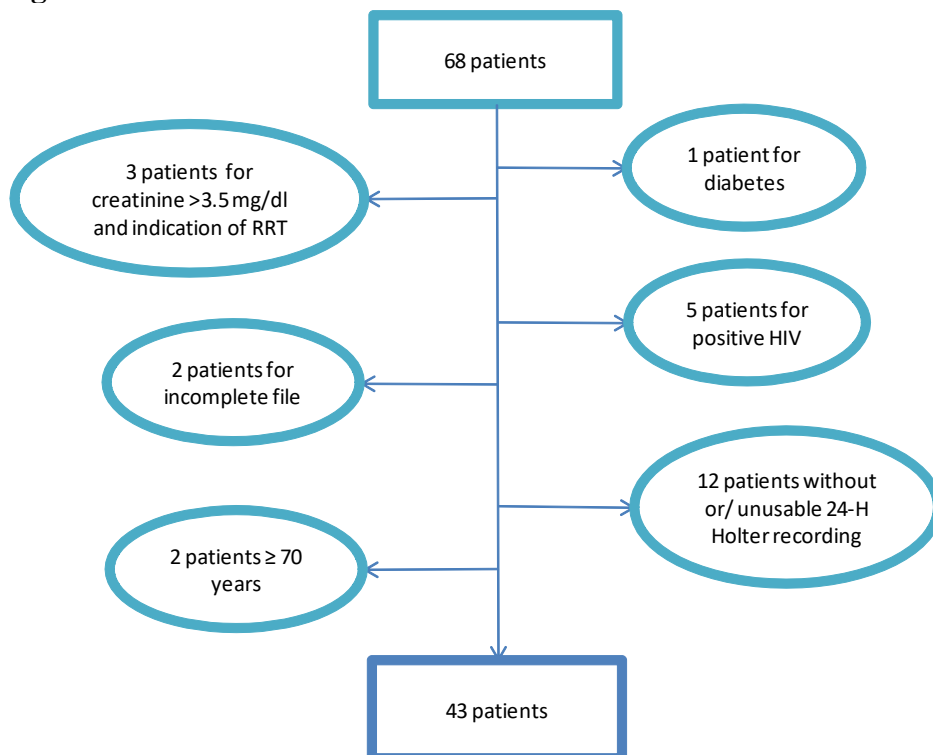 68 patients
3 patients for
creatinine >3.5 mg/dl
and indication of RRT
1 patient for
diabetes
5 patients for
positive HIV
2 patients for
incomplete file
12 patients without
or/ unusable 24-H
Holter recording
2 patients ≥ 70
years
43 patients